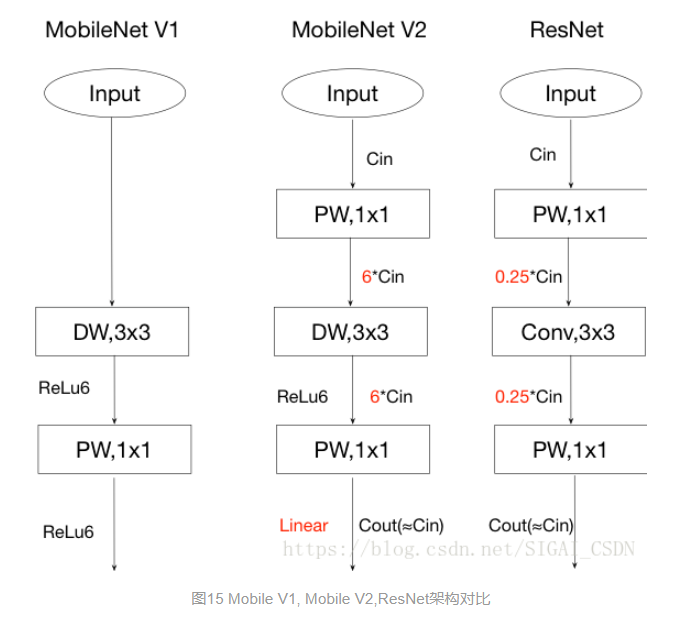 MobileNet V1 MobileNet V2 ResNet
Input Input Input
Cin Cin
PW,1x1 PW,1x1
6*Cin 0.25*Cin
DW,3x3 DW,3x3 Conv,3x3
ReLu6 ReLu6 6*Cin 0.25*Cin
PW,1x1 PW,1x1 PW,1x1
ReLu6 Linear Cout(≈Cin) Cout(≈Cin)
https://blog.csdn.net/SIGAI_CSDN
图15 Mobile V1, Mobile V2,ResNet架构对比